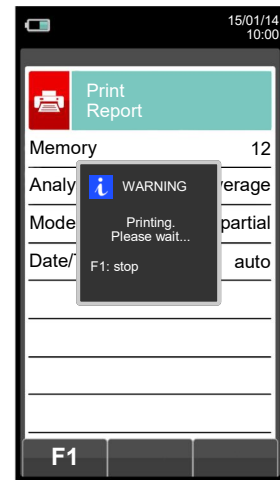 15/01/14
10:00
Print
Report
Memory 12
Analy verage
Mode partial
Date/ auto
WARNING
Printing.
Please wait...
F1: stop
F1